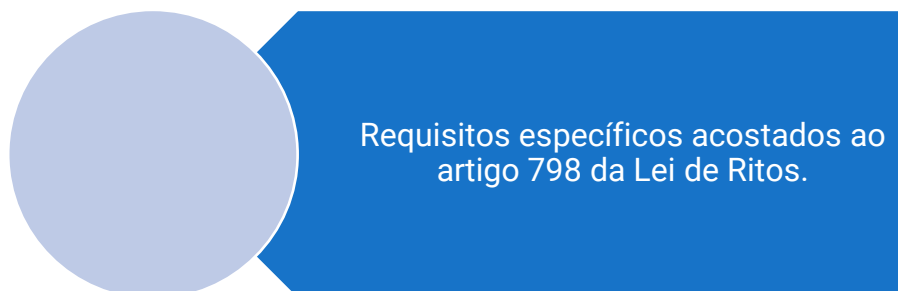 Requisitos específicos acostados ao
artigo 798 da Lei de Ritos.